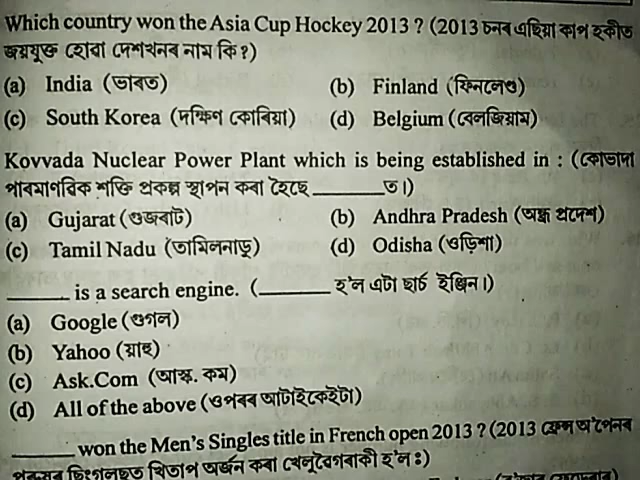 Which country won the Asia Cup Hockey 2013 ? (2013 চনৰ এছিয়া কাপ হকীত
জয়যুক্ত হোৱা দেশখনৰ নাম কি ?)
(a) India (ভাৰত) (b) Finland (ফিনলেণ্ড)
(c) South Korea (দক্ষিণ কোৰিয়া) (d) Belgium (বেলজিয়াম)
Kovvada Nuclear Power Plant which is being established in : (কোভাদা
পাৰমাণৱিক শক্তি প্ৰকল্প স্থাপন কৰা হৈছে ______ত।)
(a) Gujarat (গুজৰাট) (b) Andhra Pradesh (অন্ধ্ৰ প্ৰদেশ)
(c) Tamil Nadu (তামিলনাডু) (d) Odisha (ওড়িশা)
______ is a search engine. (______ হ'ল এটা ছাৰ্চ ইঞ্জিন।)
(a) Google (গুগল)
(b) Yahoo (য়াহু)
(c) Ask.Com (আস্ক. কম)
(d) All of the above (ওপৰৰ আটাইকেইটা)
______ won the Men's Singles title in French open 2013 ? (2013 ফ্ৰেন্স অ'পেনৰ
পুৰুষৰ ছিংগলছত খিতাপ অৰ্জন কৰা খেলুৱৈগৰাকী হ'ল :)